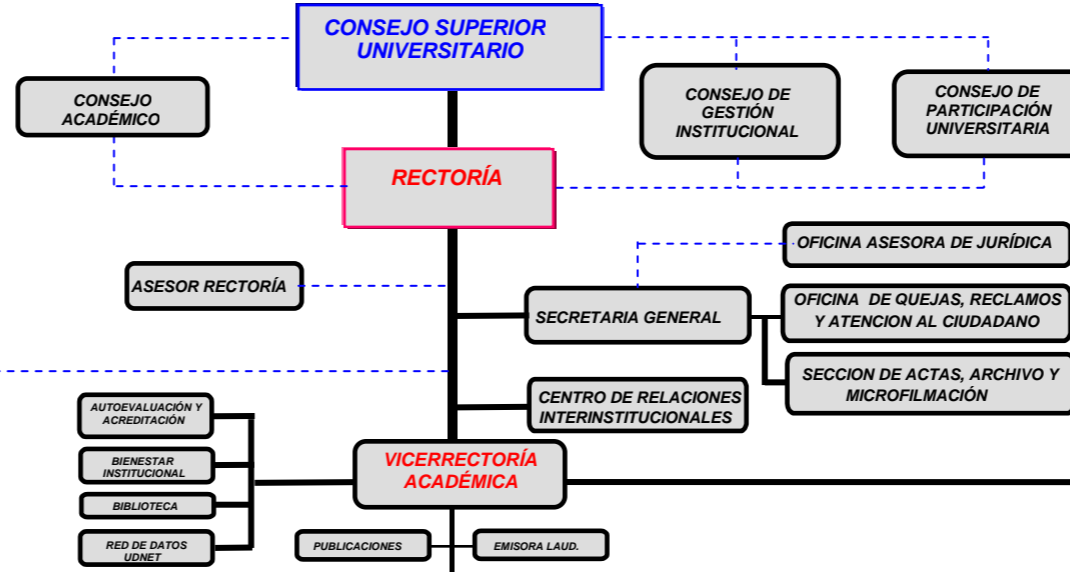 CONSEJO SUPERIOR
UNIVERSITARIO
CONSEJO
ACADÉMICO
CONSEJO DE
GESTIÓN
INSTITUCIONAL
CONSEJO DE
PARTICIPACIÓN
UNIVERSITARIA
RECTORÍA
OFICINA ASESORA DE JURÍDICA
ASESOR RECTORÍA
SECRETARIA GENERAL
OFICINA DE QUEJAS, RECLAMOS
Y ATENCION AL CIUDADANO
SECCION DE ACTAS, ARCHIVO Y
MICROFILMACIÓN
CENTRO DE RELACIONES
INTERINSTITUCIONALES
AUTOEVALUACIÓN Y
ACREDITACIÓN
BIENESTAR
INSTITUCIONAL
BIBLIOTECA
RED DE DATOS
UDNET
VICERRECTORÍA
ACADÉMICA
PUBLICACIONES
EMISORA LAUD.